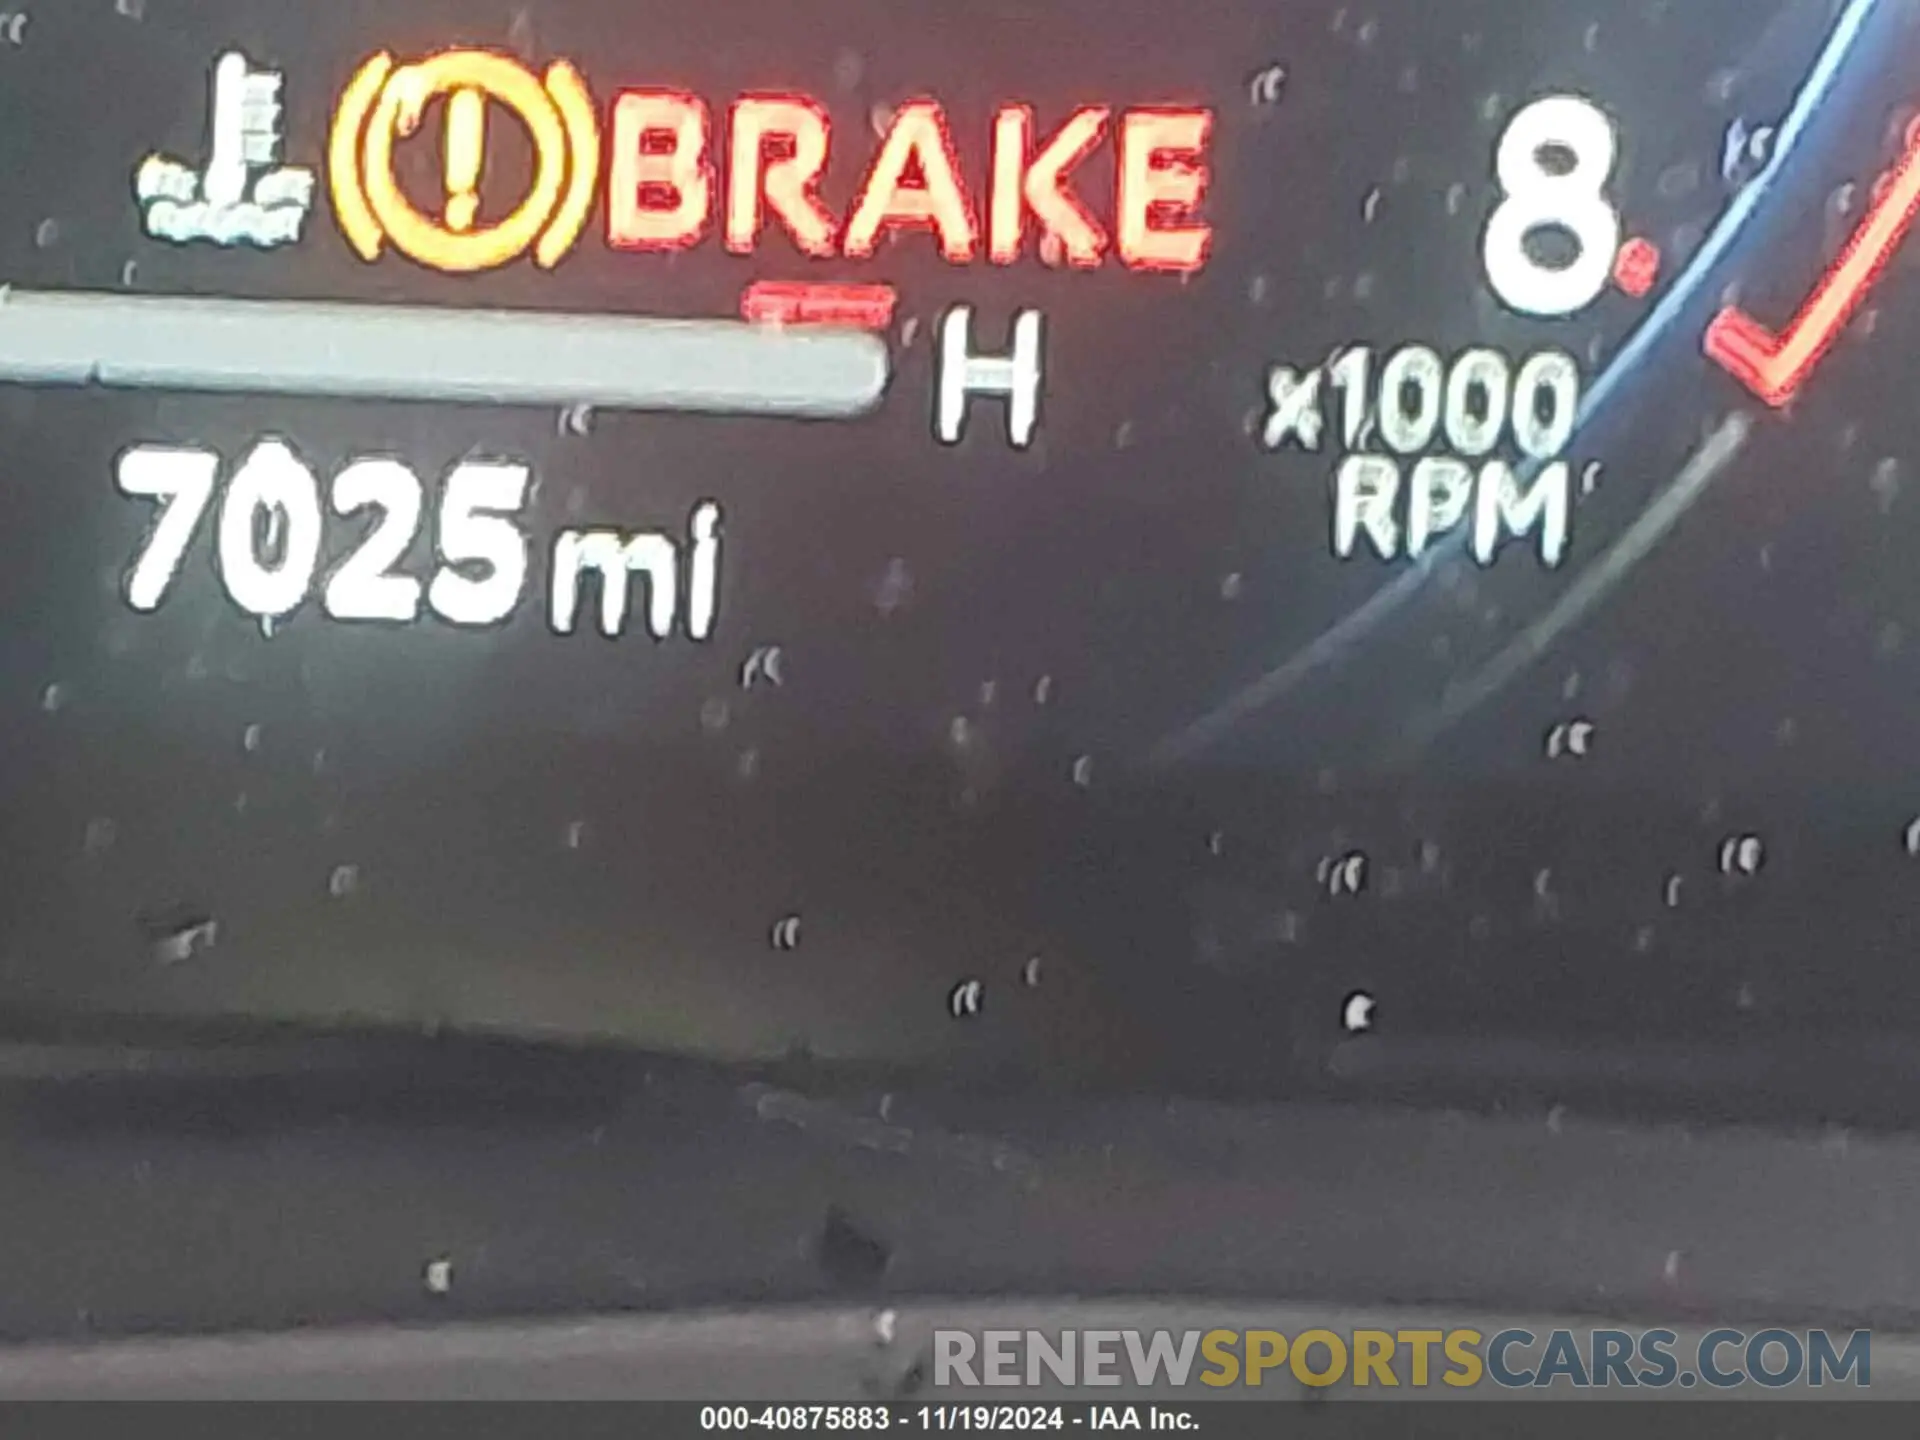 BRAKE
H
7025 mi
8
x1000
RPM
RENEWSPORTSCARS.COM
000-40875883 - 11/19/2024 - IAA Inc.